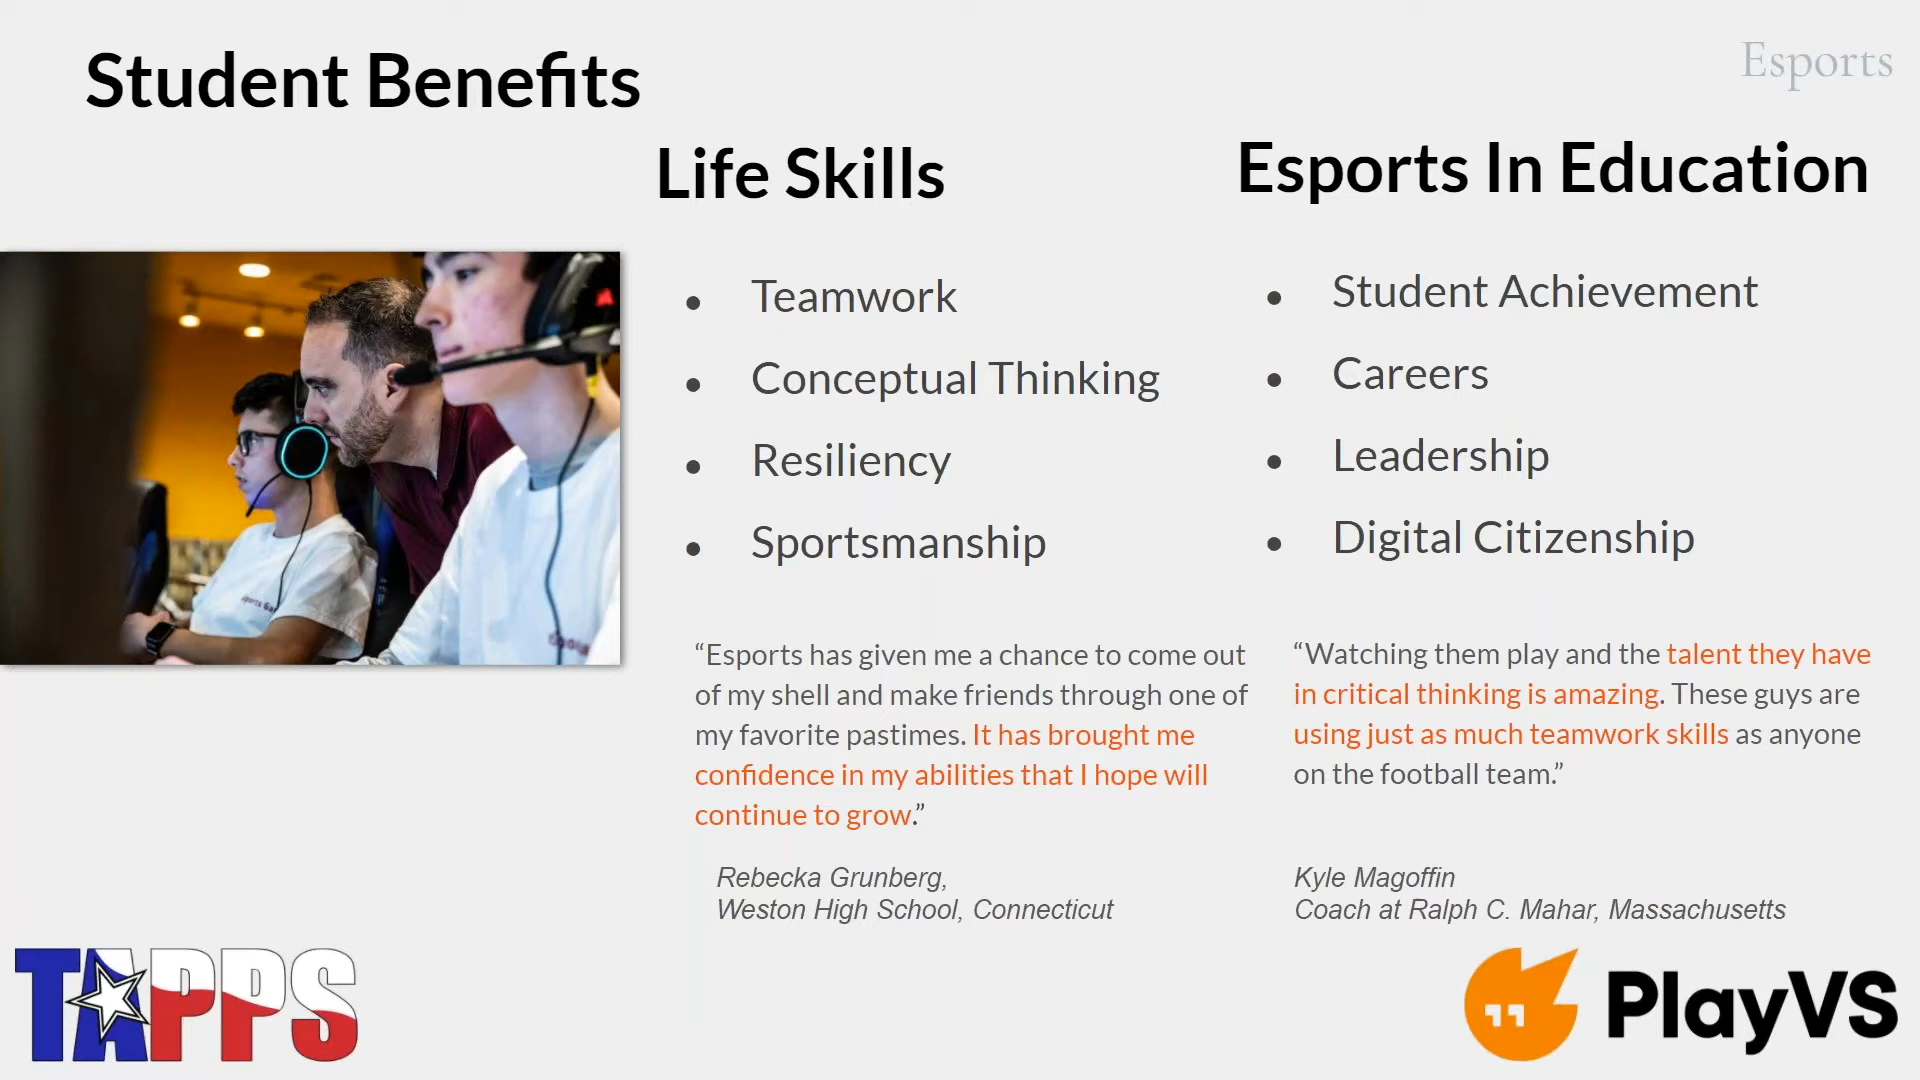 Student Benefits
Esports
Life Skills
Teamwork
Conceptual Thinking
Resiliency
Sportsmanship
“Esports has given me a chance to come out
of my shell and make friends through one of
my favorite pastimes. It has brought me
confidence in my abilities that I hope will
continue to grow.”
Rebecka Grunberg,
Weston High School, Connecticut
Esports In Education
Student Achievement
Careers
Leadership
Digital Citizenship
“Watching them play and the talent they have
in critical thinking is amazing. These guys are
using just as much teamwork skills as anyone
on the football team.”
Kyle Magoffin
Coach at Ralph C. Mahar, Massachusetts
TAPPS
PlayVS